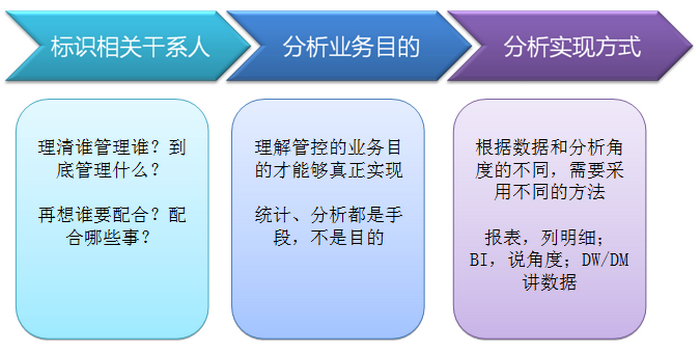 标识相关干系人
分析业务目的
分析实现方式
理清谁管理谁？到
底管理什么？
再想谁要配合？配
合哪些事？
理解管控的业务目
的才能够真正实现
统计、分析都是手
段，不是目的
根据数据和分析角
度的不同，需要采
用不同的方法
报表，列明细；
BI，说角度；DW/DM
讲数据